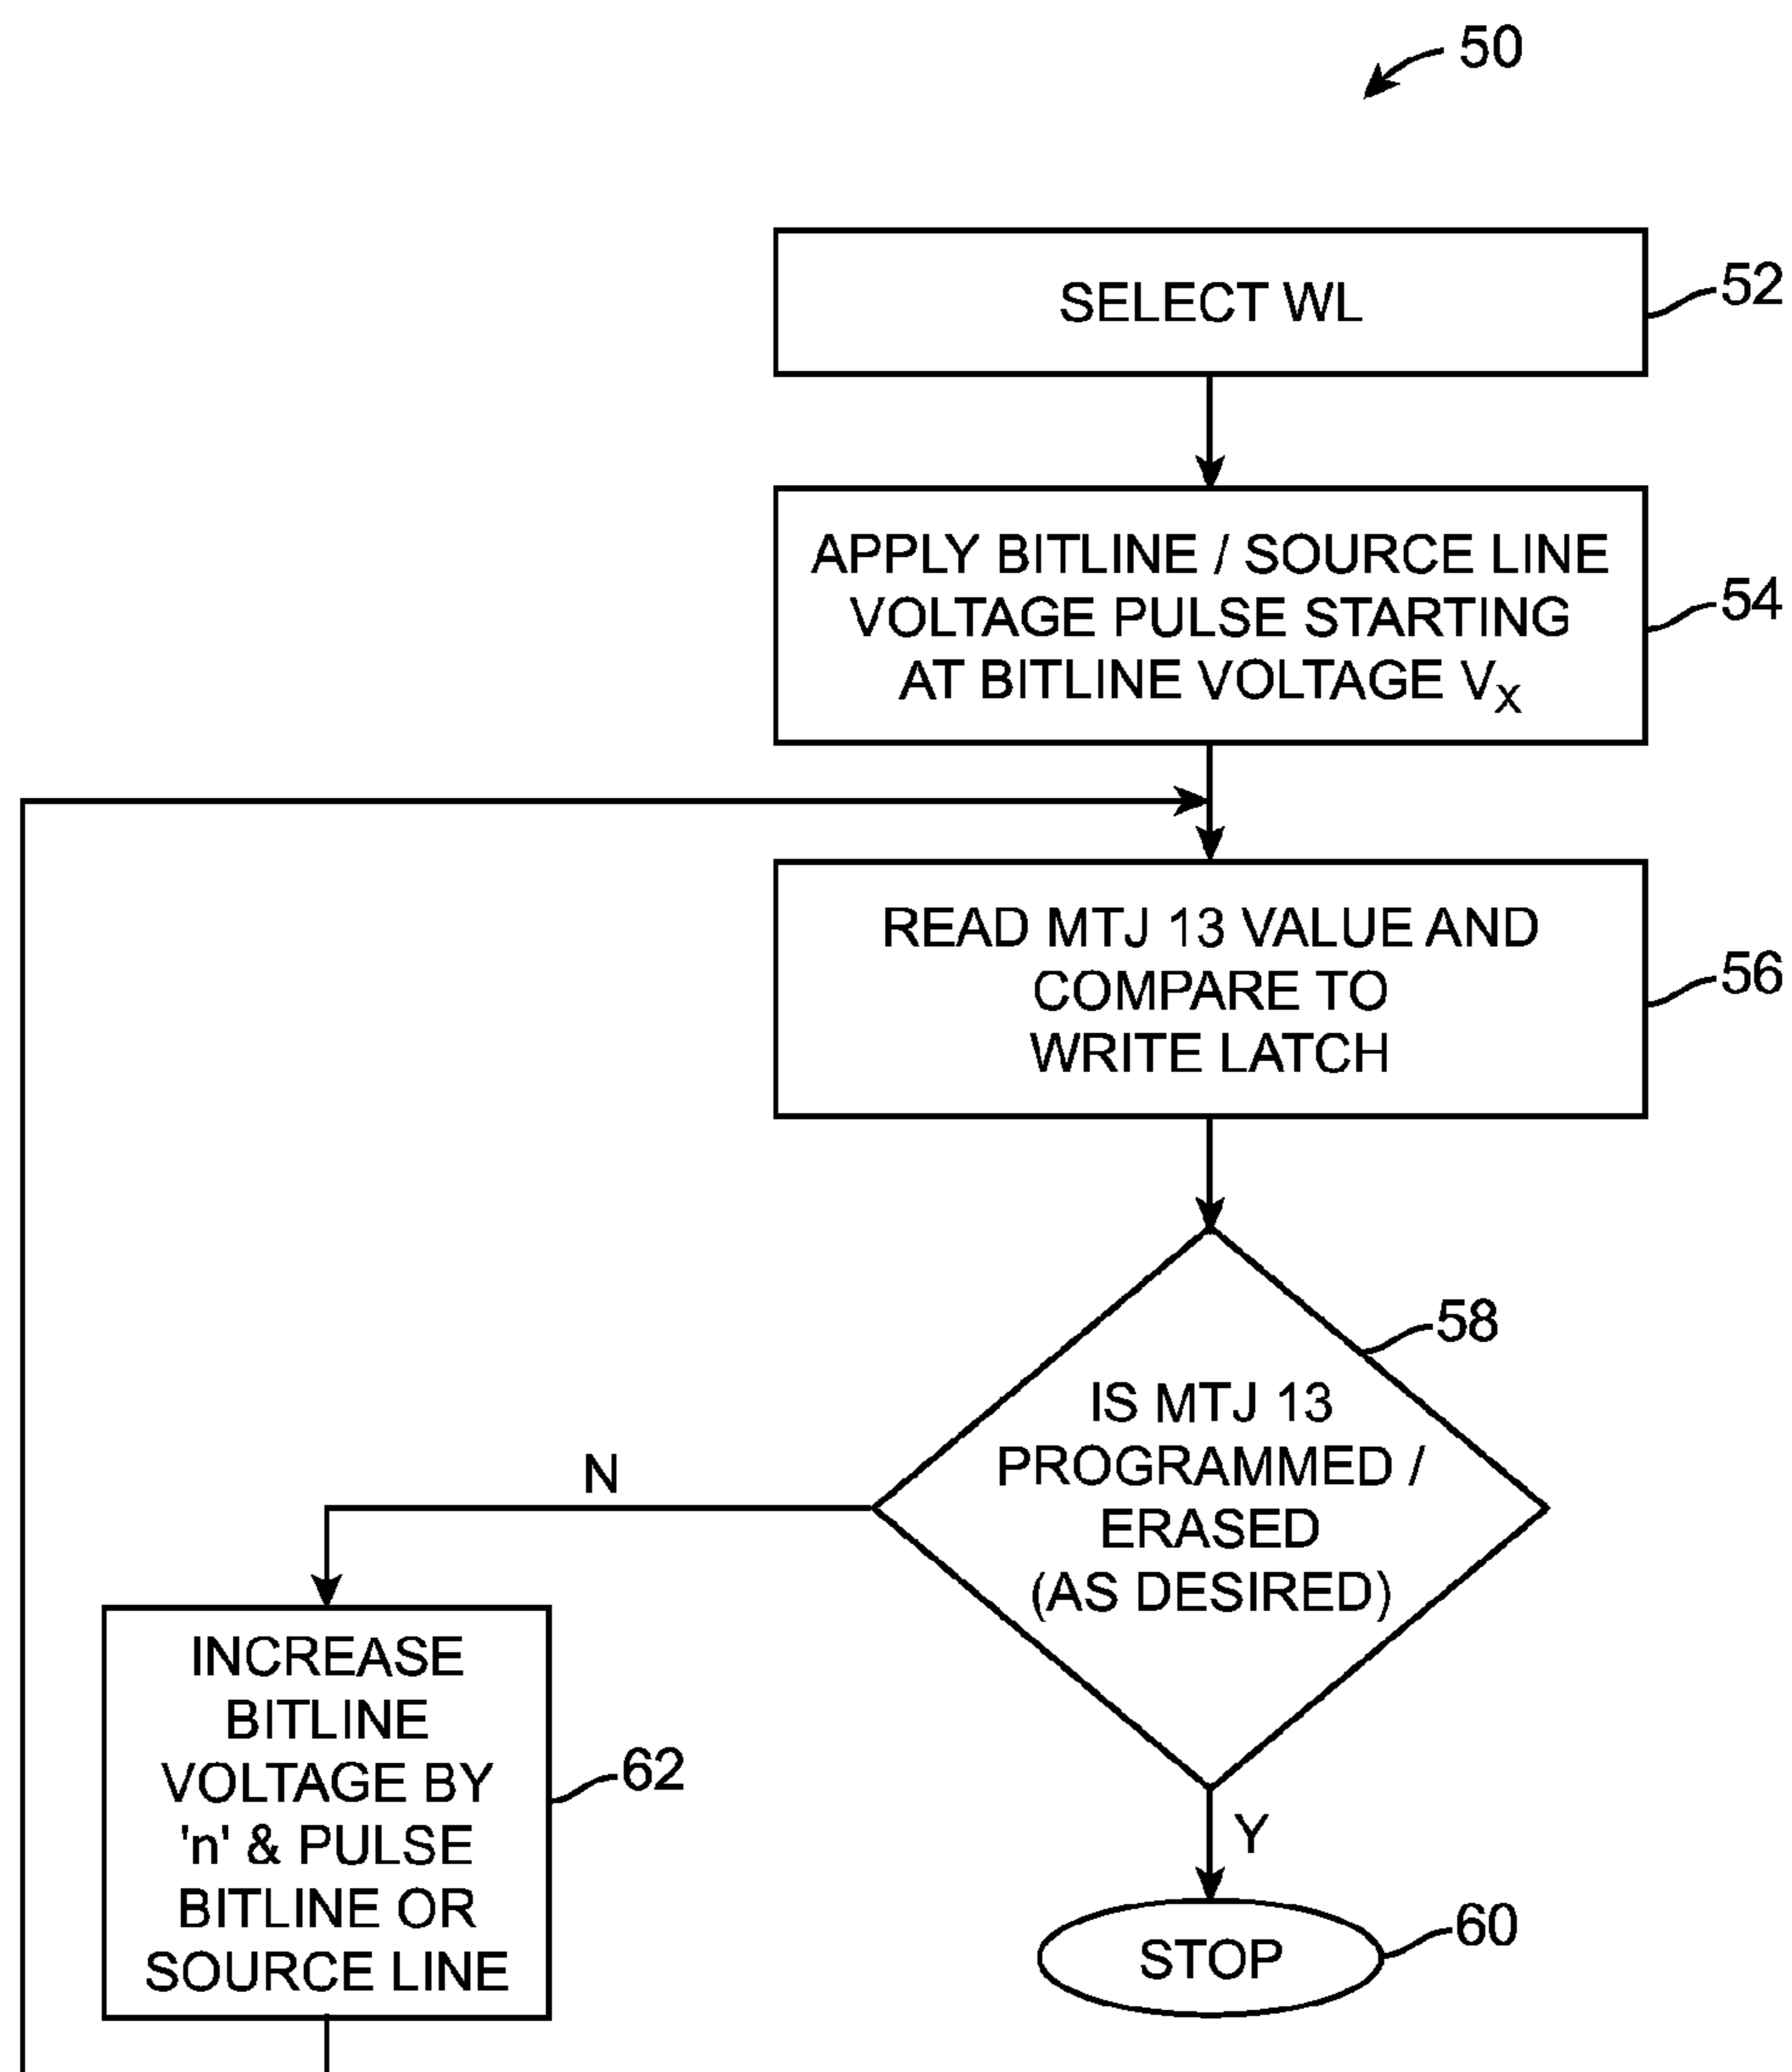 50
SELECT WL
52
APPLY BITLINE / SOURCE LINE
VOLTAGE PULSE STARTING
AT BITLINE VOLTAGE VX
54
READ MTJ 13 VALUE AND
COMPARE TO
WRITE LATCH
56
58
IS MTJ 13
PROGRAMMED /
ERASED
(AS DESIRED)
N
Y
INCREASE
BITLINE
VOLTAGE BY
'n' & PULSE
BITLINE OR
SOURCE LINE
62
STOP
60